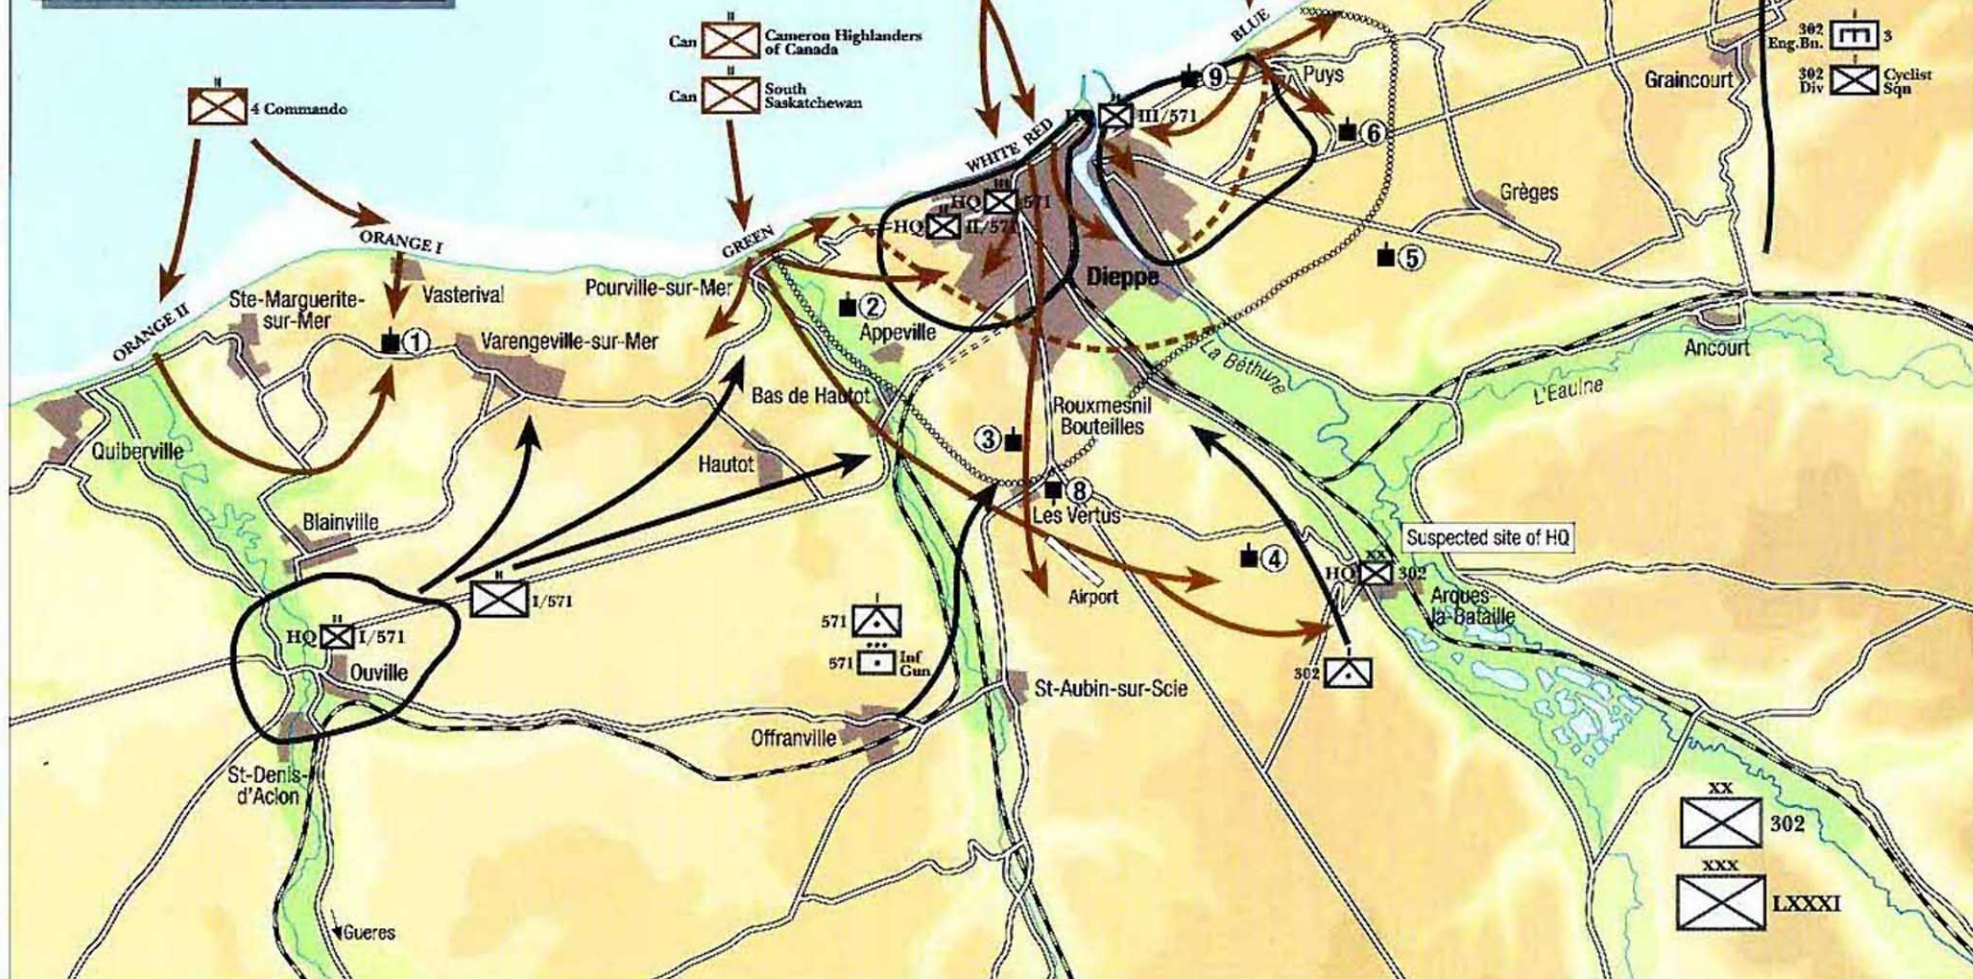 Can
Cameron Highlanders
of Canada
Can
South
Saskatchewan
4 Commando
BLUE
302
Eng.Bn.
3
302
Div
Cyclist
Sqn
Graincourt
Puys
9
6
III/571
RED
WHITE
HQ
571
HQ
II/571
Grèges
5
Dieppe
ORANGE I
GREEN
Vasterival
Pourville-sur-Mer
Ste-Marguerite-
sur-Mer
ORANGE II
1
Varengeville-sur-Mer
2
Appeville
La Béthune
Ancourt
L'Eaulne
Bas de Hautot
Rouxmesnil
Bouteilles
3
Quiberville
Hautot
8
Les Vertus
Blainville
Suspected site of HQ
4
XX
HQ
302
Airport
Arques-
la-Bataille
I/571
571
571
Inf
Gun
HQ
I/571
Ouville
302
St-Aubin-sur-Scie
Offranville
St-Denis-
d'Aclon
XX
302
XXX
LXXXI
Gueres